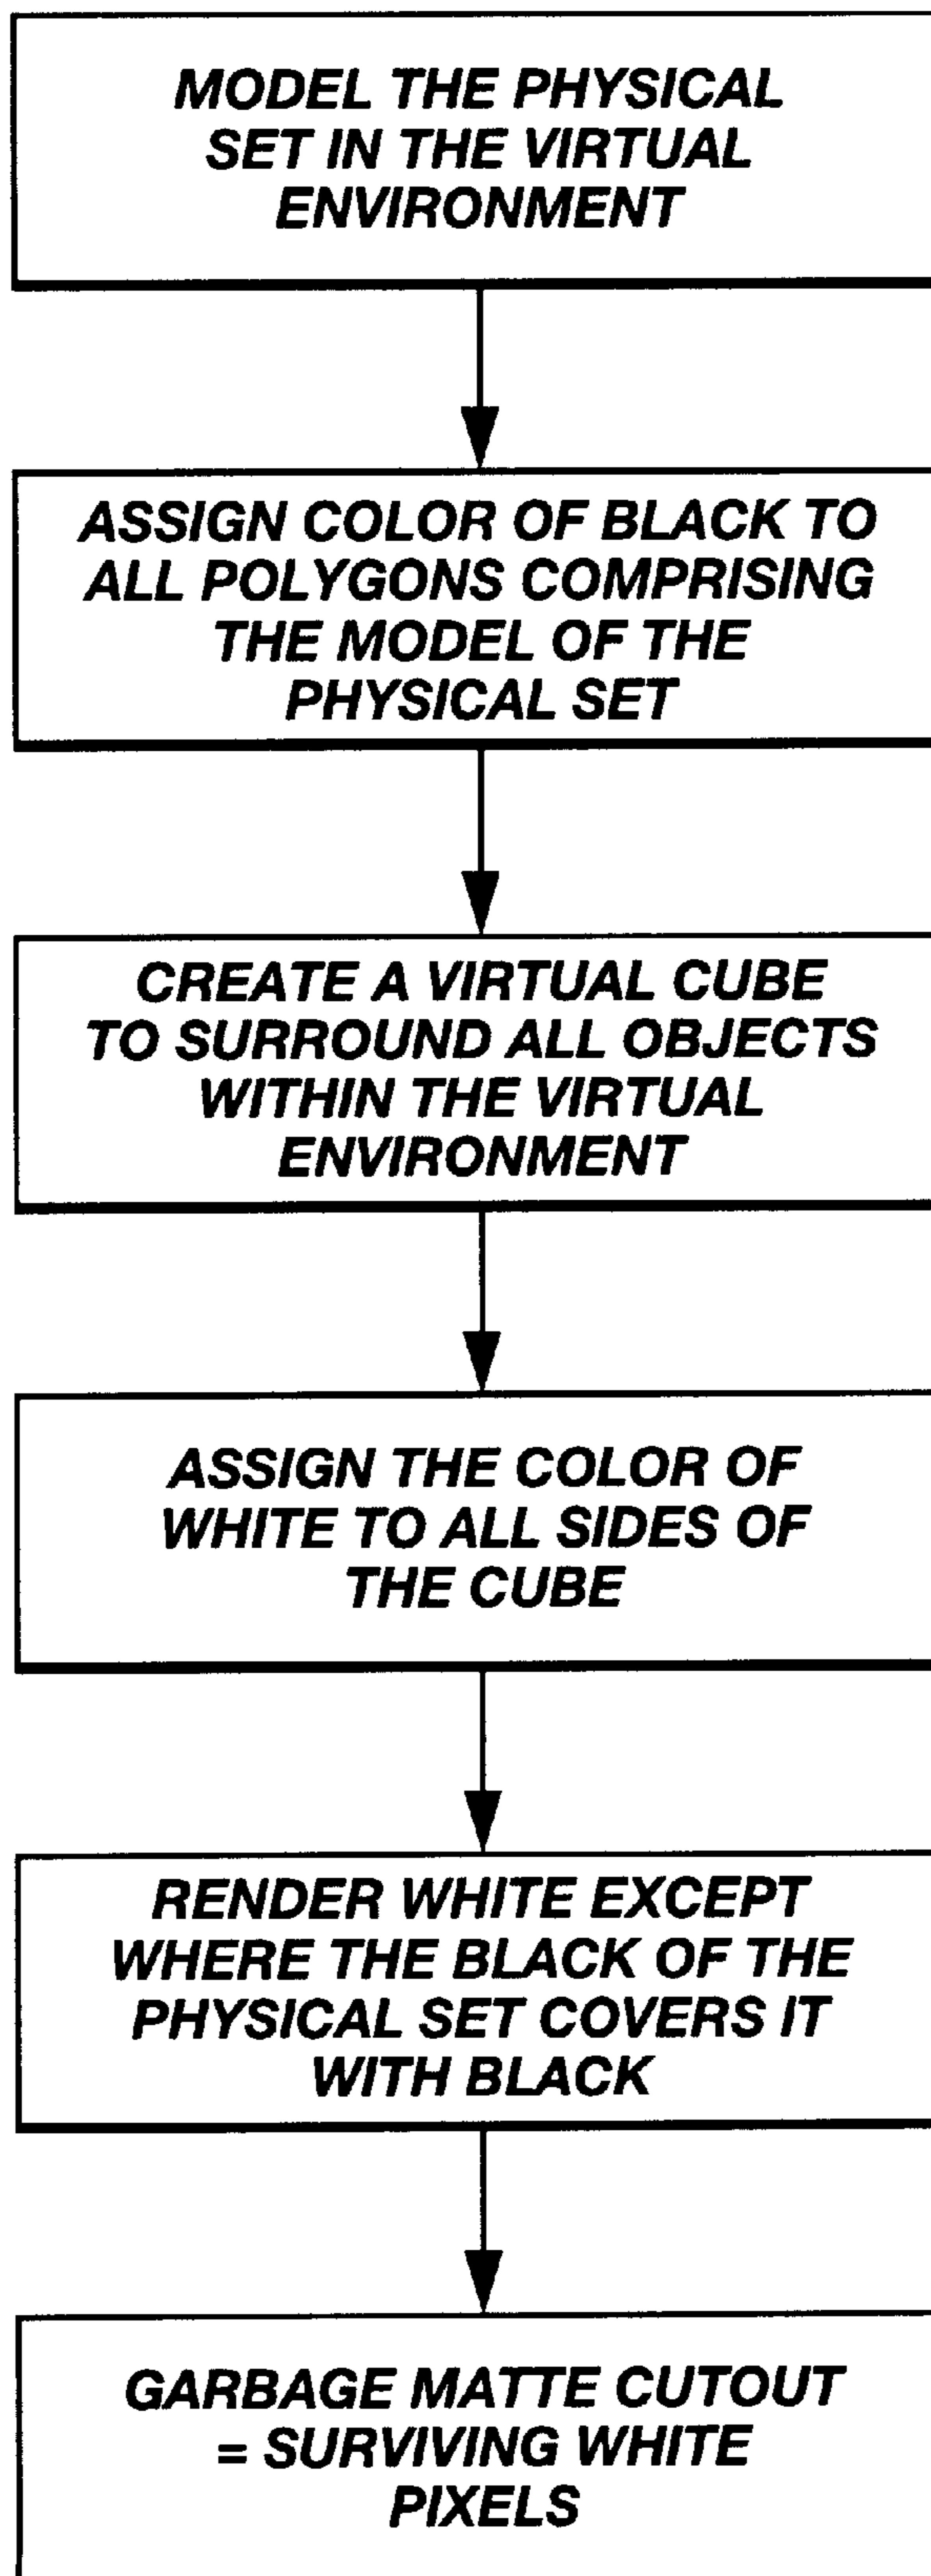 MODEL THE PHYSICAL
SET IN THE VIRTUAL
ENVIRONMENT
ASSIGN COLOR OF BLACK TO
ALL POLYGONS COMPRISING
THE MODEL OF THE
PHYSICAL SET
CREATE A VIRTUAL CUBE
TO SURROUND ALL OBJECTS
WITHIN THE VIRTUAL
ENVIRONMENT
ASSIGN THE COLOR OF
WHITE TO ALL SIDES OF
THE CUBE
RENDER WHITE EXCEPT
WHERE THE BLACK OF THE
PHYSICAL SET COVERS IT
WITH BLACK
GARBAGE MATTE CUTOUT
= SURVIVING WHITE
PIXELS